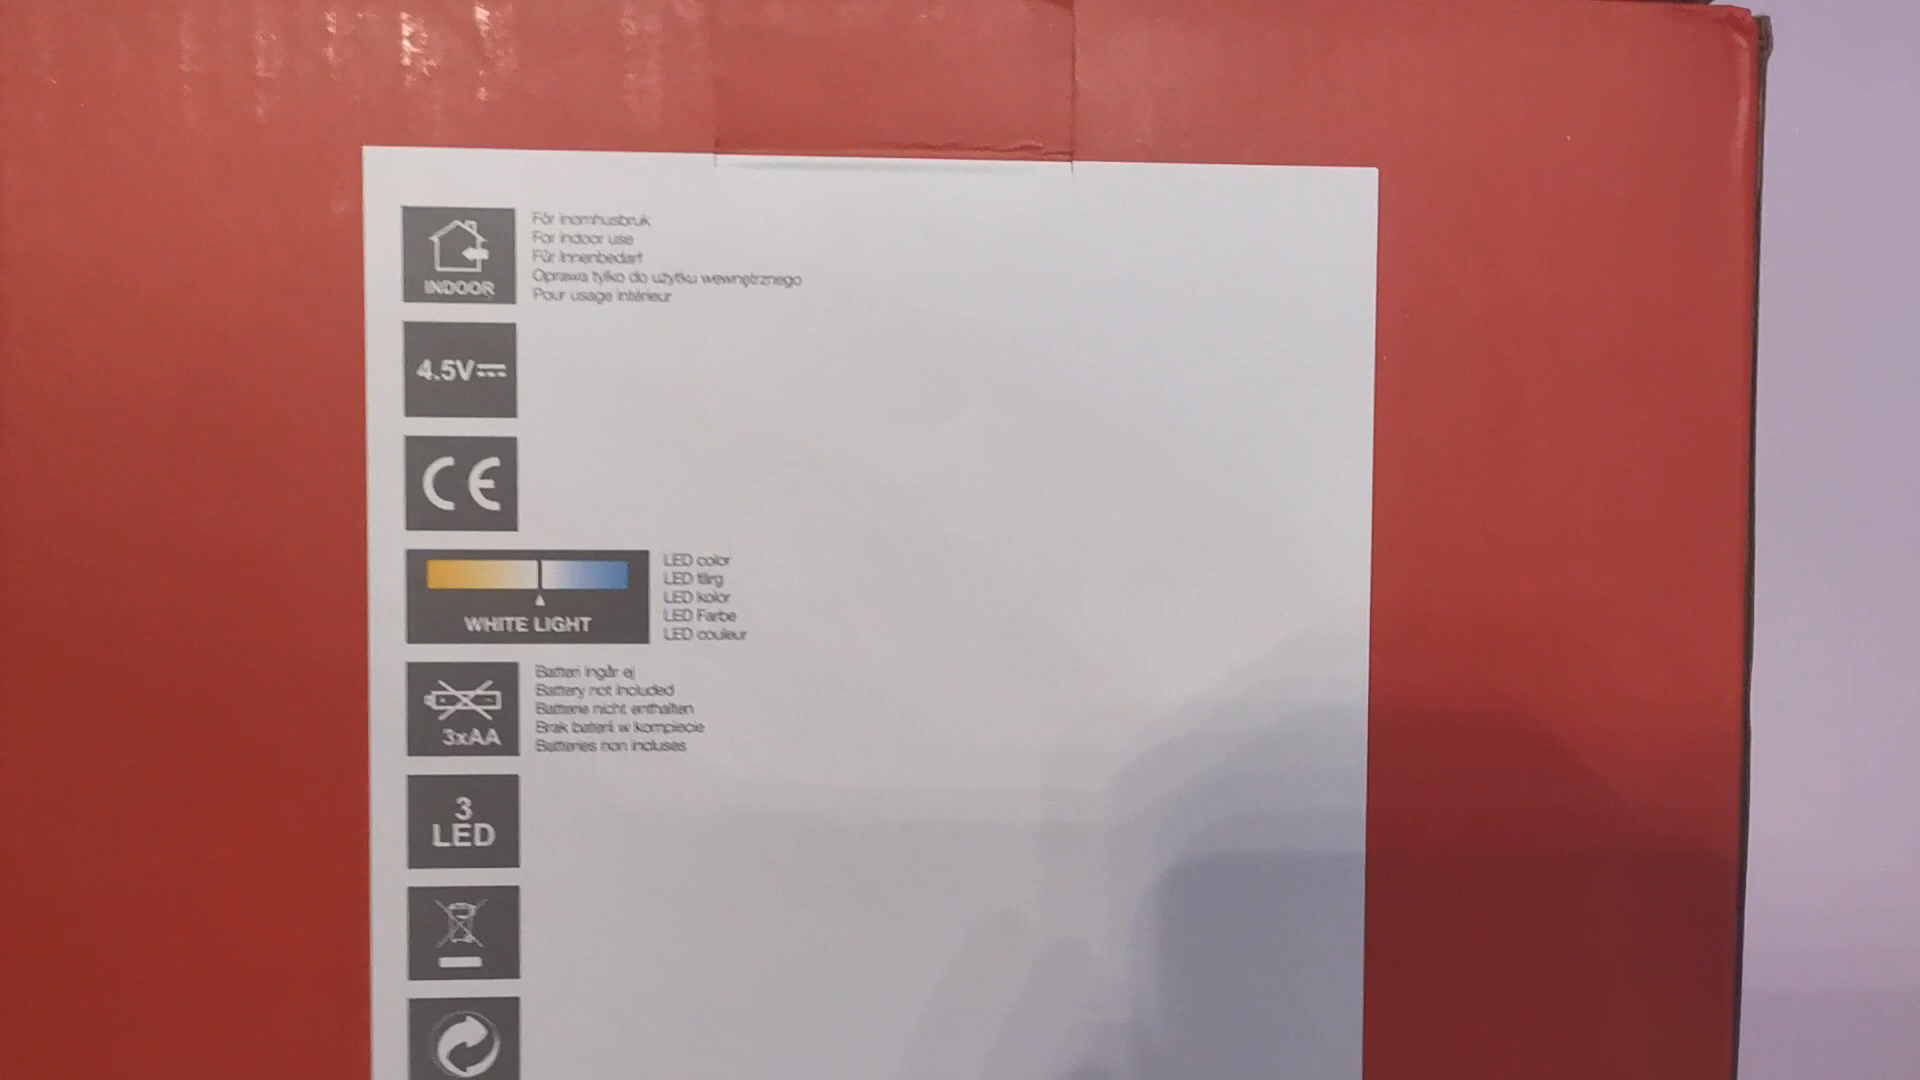 För inomhusbruk
For indoor use
Für Innenbedarf
Oprawa tylko do użytku wewnętrznego
Pour usage intérieur
INDOOR
4.5V
CE
LED color
LED färg
LED kolor
LED Farbe
LED couleur
WHITE LIGHT
Batteri ingår ej
Battery not included
Batterie nicht enthalten
Brak baterii w komplecie
Batteries non incluses
3xAA
3
LED